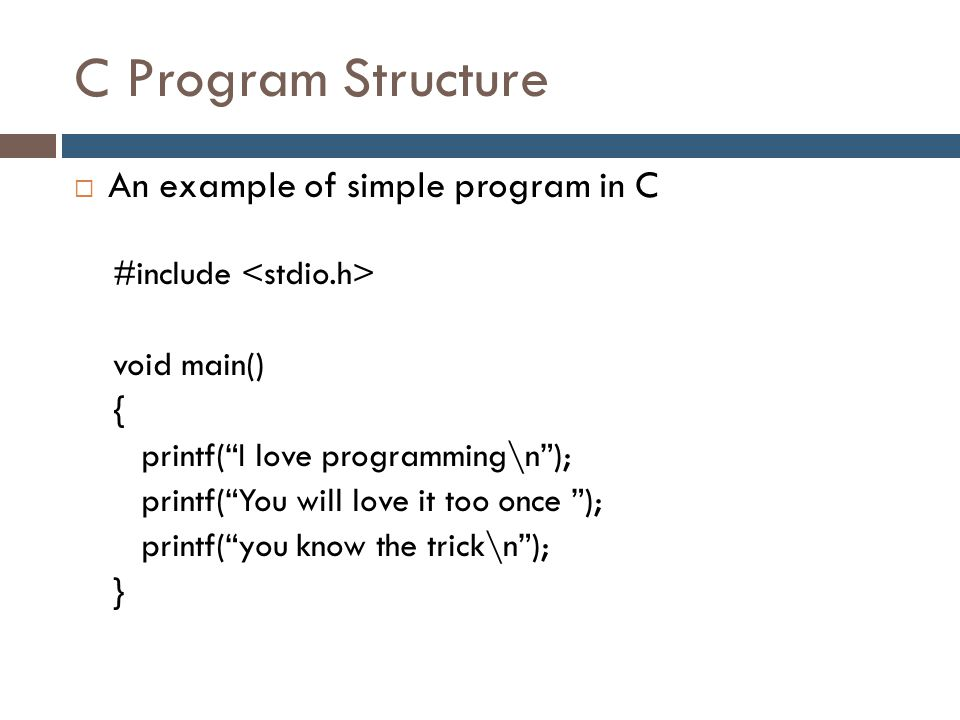 C Program Structure
An example of simple program in C
#include <stdio.h>
void main()
{
printf(“I love programming\n”);
printf(“You will love it too once ”);
printf(“you know the trick\n”);
}